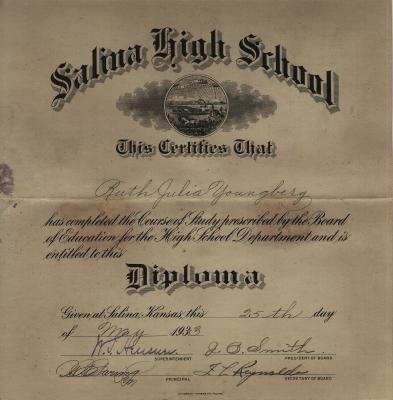 Salina High School
This Certifies That
Ruth Julia Youngberg
has completed the Course of Study prescribed by the Board
of Education for the High School Department and is
entitled to this
Diploma
Given at Salina, Kansas, this 25th day
of May 1933
J. B. Smith.
SUPERINTENDENT PRESIDENT OF BOARD
Reynolds
PRINCIPAL SECRETARY OF BOARD